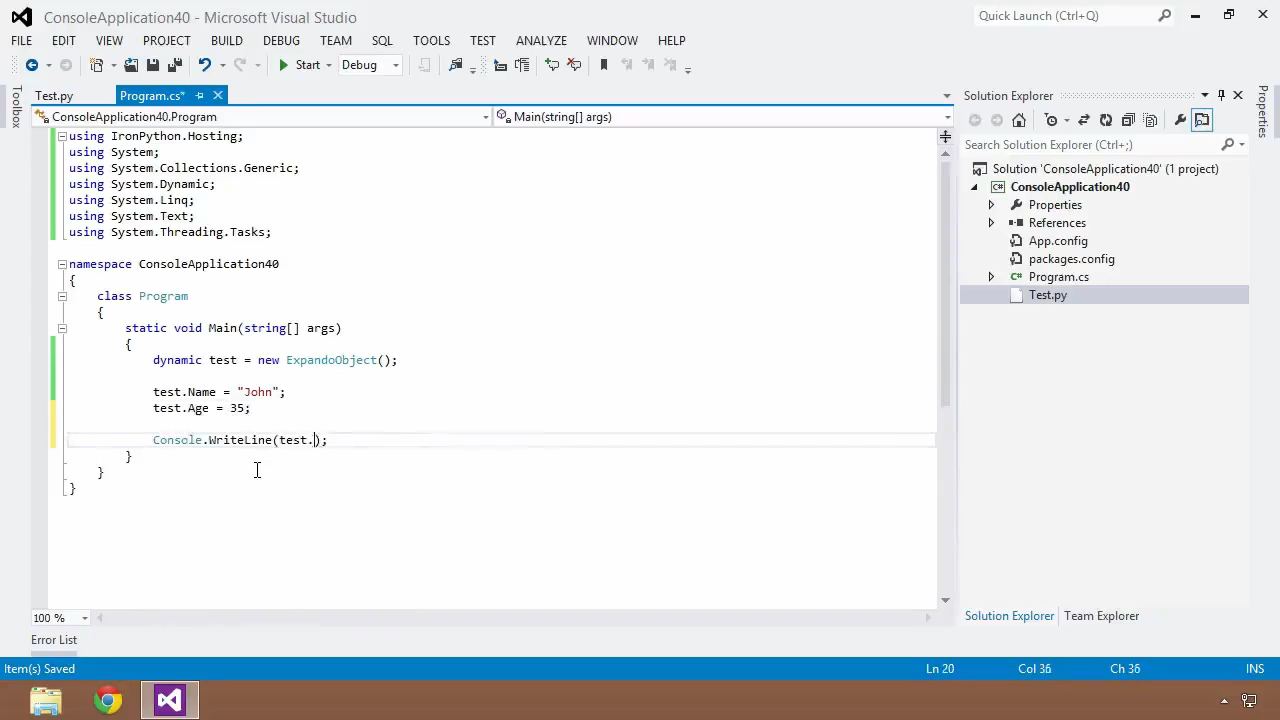 ConsoleApplication40 - Microsoft Visual Studio
Quick Launch (Ctrl+Q)
FILE EDIT VIEW PROJECT BUILD DEBUG TEAM SQL TOOLS TEST ANALYZE WINDOW HELP
Start Debug
Toolbox
Test.py Program.cs*
ConsoleApplication40.Program Main(string[] args)
using IronPython.Hosting;
using System;
using System.Collections.Generic;
using System.Dynamic;
using System.Linq;
using System.Text;
using System.Threading.Tasks;
namespace ConsoleApplication40
{
class Program
{
static void Main(string[] args)
{
dynamic test = new ExpandoObject();
test.Name = "John";
test.Age = 35;
Console.WriteLine(test.);
}
}
}
100 %
Solution Explorer
Search Solution Explorer (Ctrl+;)
Solution 'ConsoleApplication40' (1 project)
C# ConsoleApplication40
Properties
References
App.config
packages.config
C# Program.cs
Test.py
Solution Explorer Team Explorer
Properties
Error List
Item(s) Saved Ln 20 Col 36 Ch 36 INS